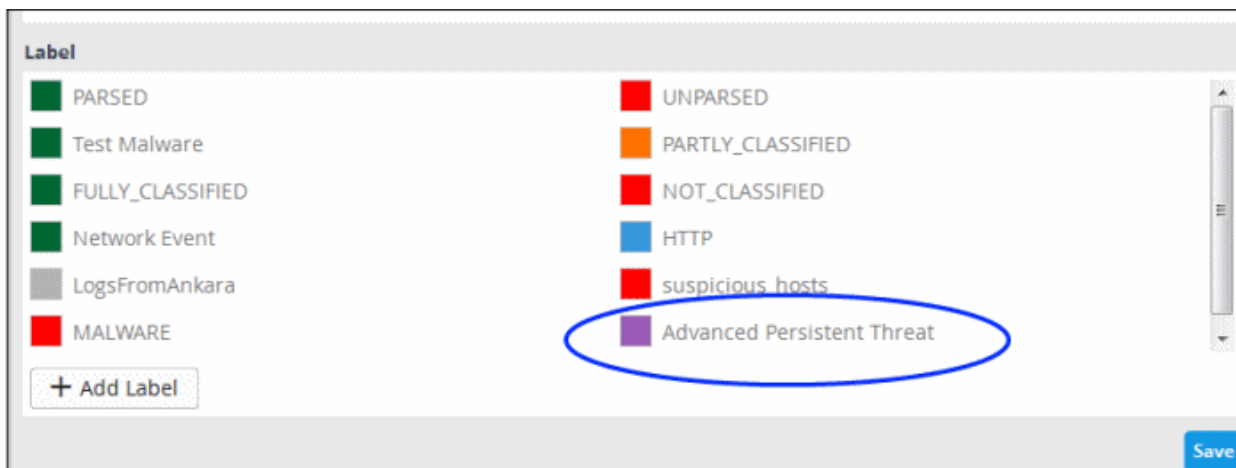 Label
PARSED
UNPARSED
Test Malware
PARTLY_CLASSIFIED
FULLY_CLASSIFIED
NOT_CLASSIFIED
Network Event
HTTP
LogsFromAnkara
suspicious_hosts
MALWARE
Advanced Persistent Threat
+ Add Label
Save